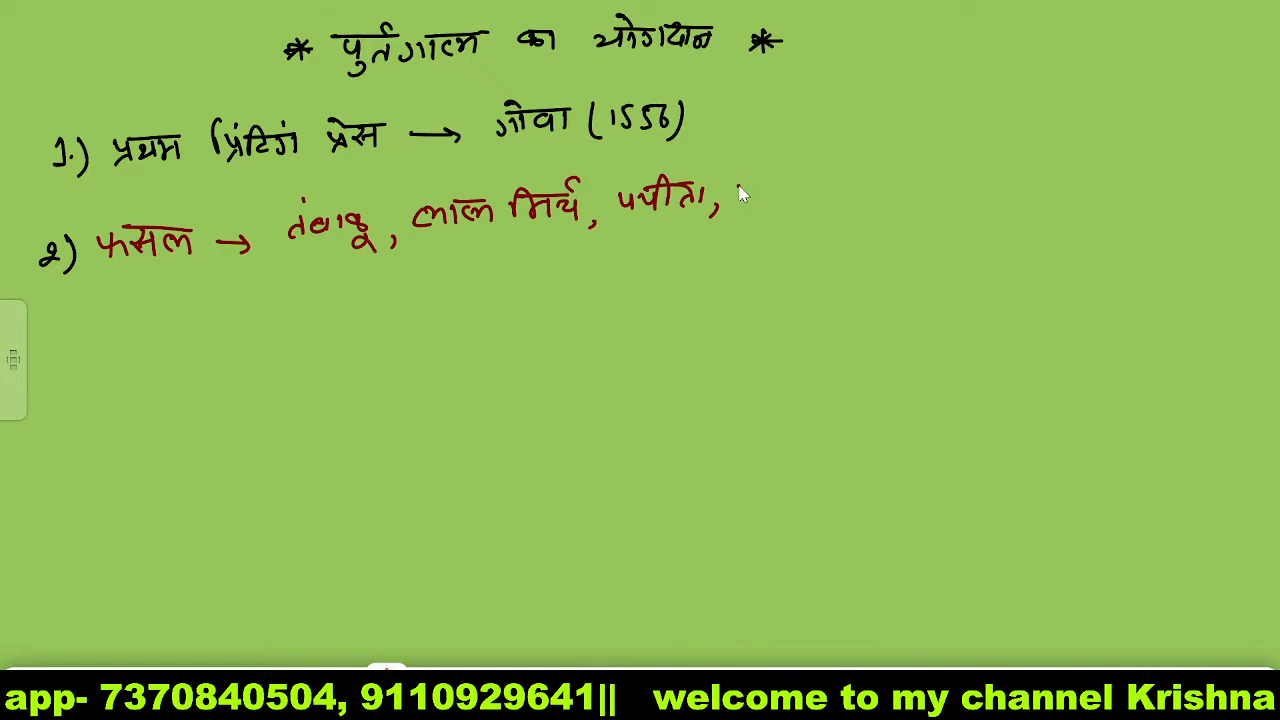 * पुर्तगाल का योगदान *
1.) प्रथम प्रिंटिंग प्रेस → गोवा (1556)
2) फसल → तंबाकू, लाल मिर्च, पपीता,
app- 7370840504, 9110929641|| welcome to my channel Krishna